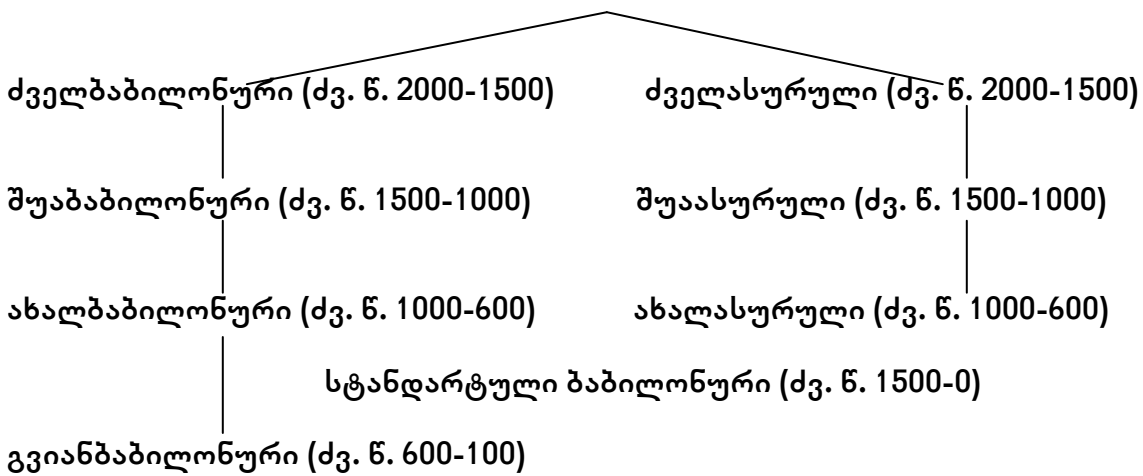 ძველბაბილონური (ძვ. წ. 2000-1500) ძველასურული (ძვ. წ. 2000-1500)
შუაბაბილონური (ძვ. წ. 1500-1000) შუაასურული (ძვ. წ. 1500-1000)
ახალბაბილონური (ძვ. წ. 1000-600) ახალასურული (ძვ. წ. 1000-600)
სტანდარტული ბაბილონური (ძვ. წ. 1500-0)
გვიანბაბილონური (ძვ. წ. 600-100)